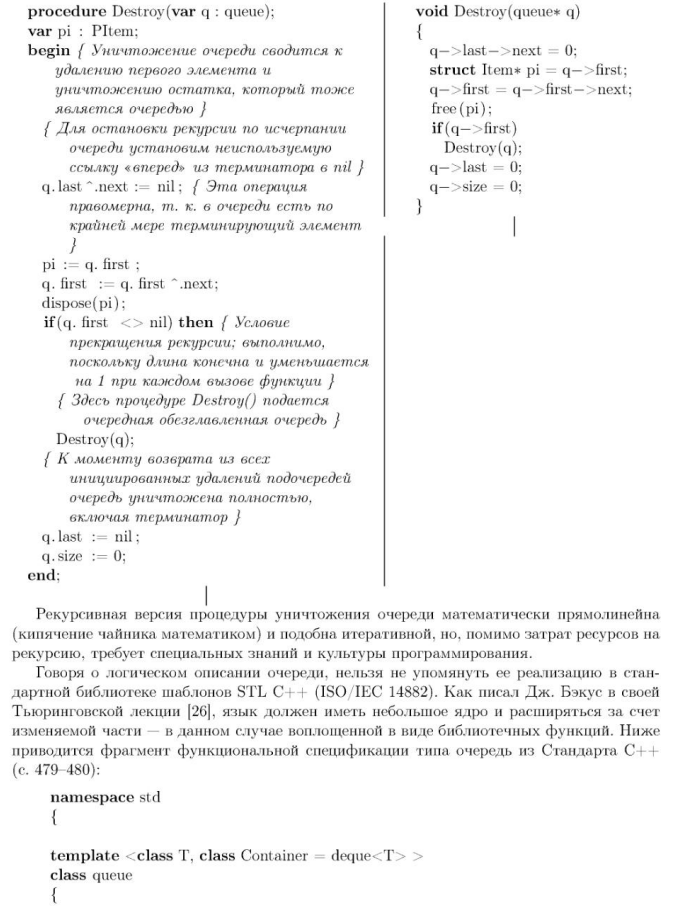 procedure Destroy(var q : queue);
var pi : PItem;
begin { Уничтожение очереди сводится к
удалению первого элемента и
уничтожению остатка, который тоже
является очередью }
{ Для остановки рекурсии по исчерпании
очереди установим неиспользуемую
ссылку «вперед» из терминатора в nil }
q.last^.next := nil; { Эта операция
правомерна, т. к. в очереди есть по
крайней мере терминирующий элемент
}
pi := q. first ;
q. first := q. first ^.next;
dispose(pi);
if(q. first <> nil) then { Условие
прекращения рекурсии; выполнимо,
поскольку длина конечна и уменьшается
на 1 при каждом вызове функции }
{ Здесь процедуре Destroy() подается
очередная обезглавленная очередь }
Destroy(q);
{ К моменту возврата из всех
инициированных удалений подочередей
очередь уничтожена полностью,
включая терминатор }
q.last := nil;
q.size := 0;
end;
void Destroy(queue* q)
{
q−>last−>next = 0;
struct Item* pi = q−>first;
q−>first = q−>first−>next;
free(pi);
if(q−>first)
Destroy(q);
q−>last = 0;
q−>size = 0;
}
Рекурсивная версия процедуры уничтожения очереди математически прямолинейна
(кипячение чайника математиком) и подобна итеративной, но, помимо затрат ресурсов на
рекурсию, требует специальных знаний и культуры программирования.
Говоря о логическом описании очереди, нельзя не упомянуть ее реализацию в стан-
дартной библиотеке шаблонов STL C++ (ISO/IEC 14882). Как писал Дж. Бэкус в своей
Тьюринговской лекции [26], язык должен иметь небольшое ядро и расширяться за счет
изменяемой части — в данном случае воплощенной в виде библиотечных функций. Ниже
приводится фрагмент функциональной спецификации типа очередь из Стандарта C++
(с. 479–480):
namespace std
{
template <class T, class Container = deque<T> >
class queue
{